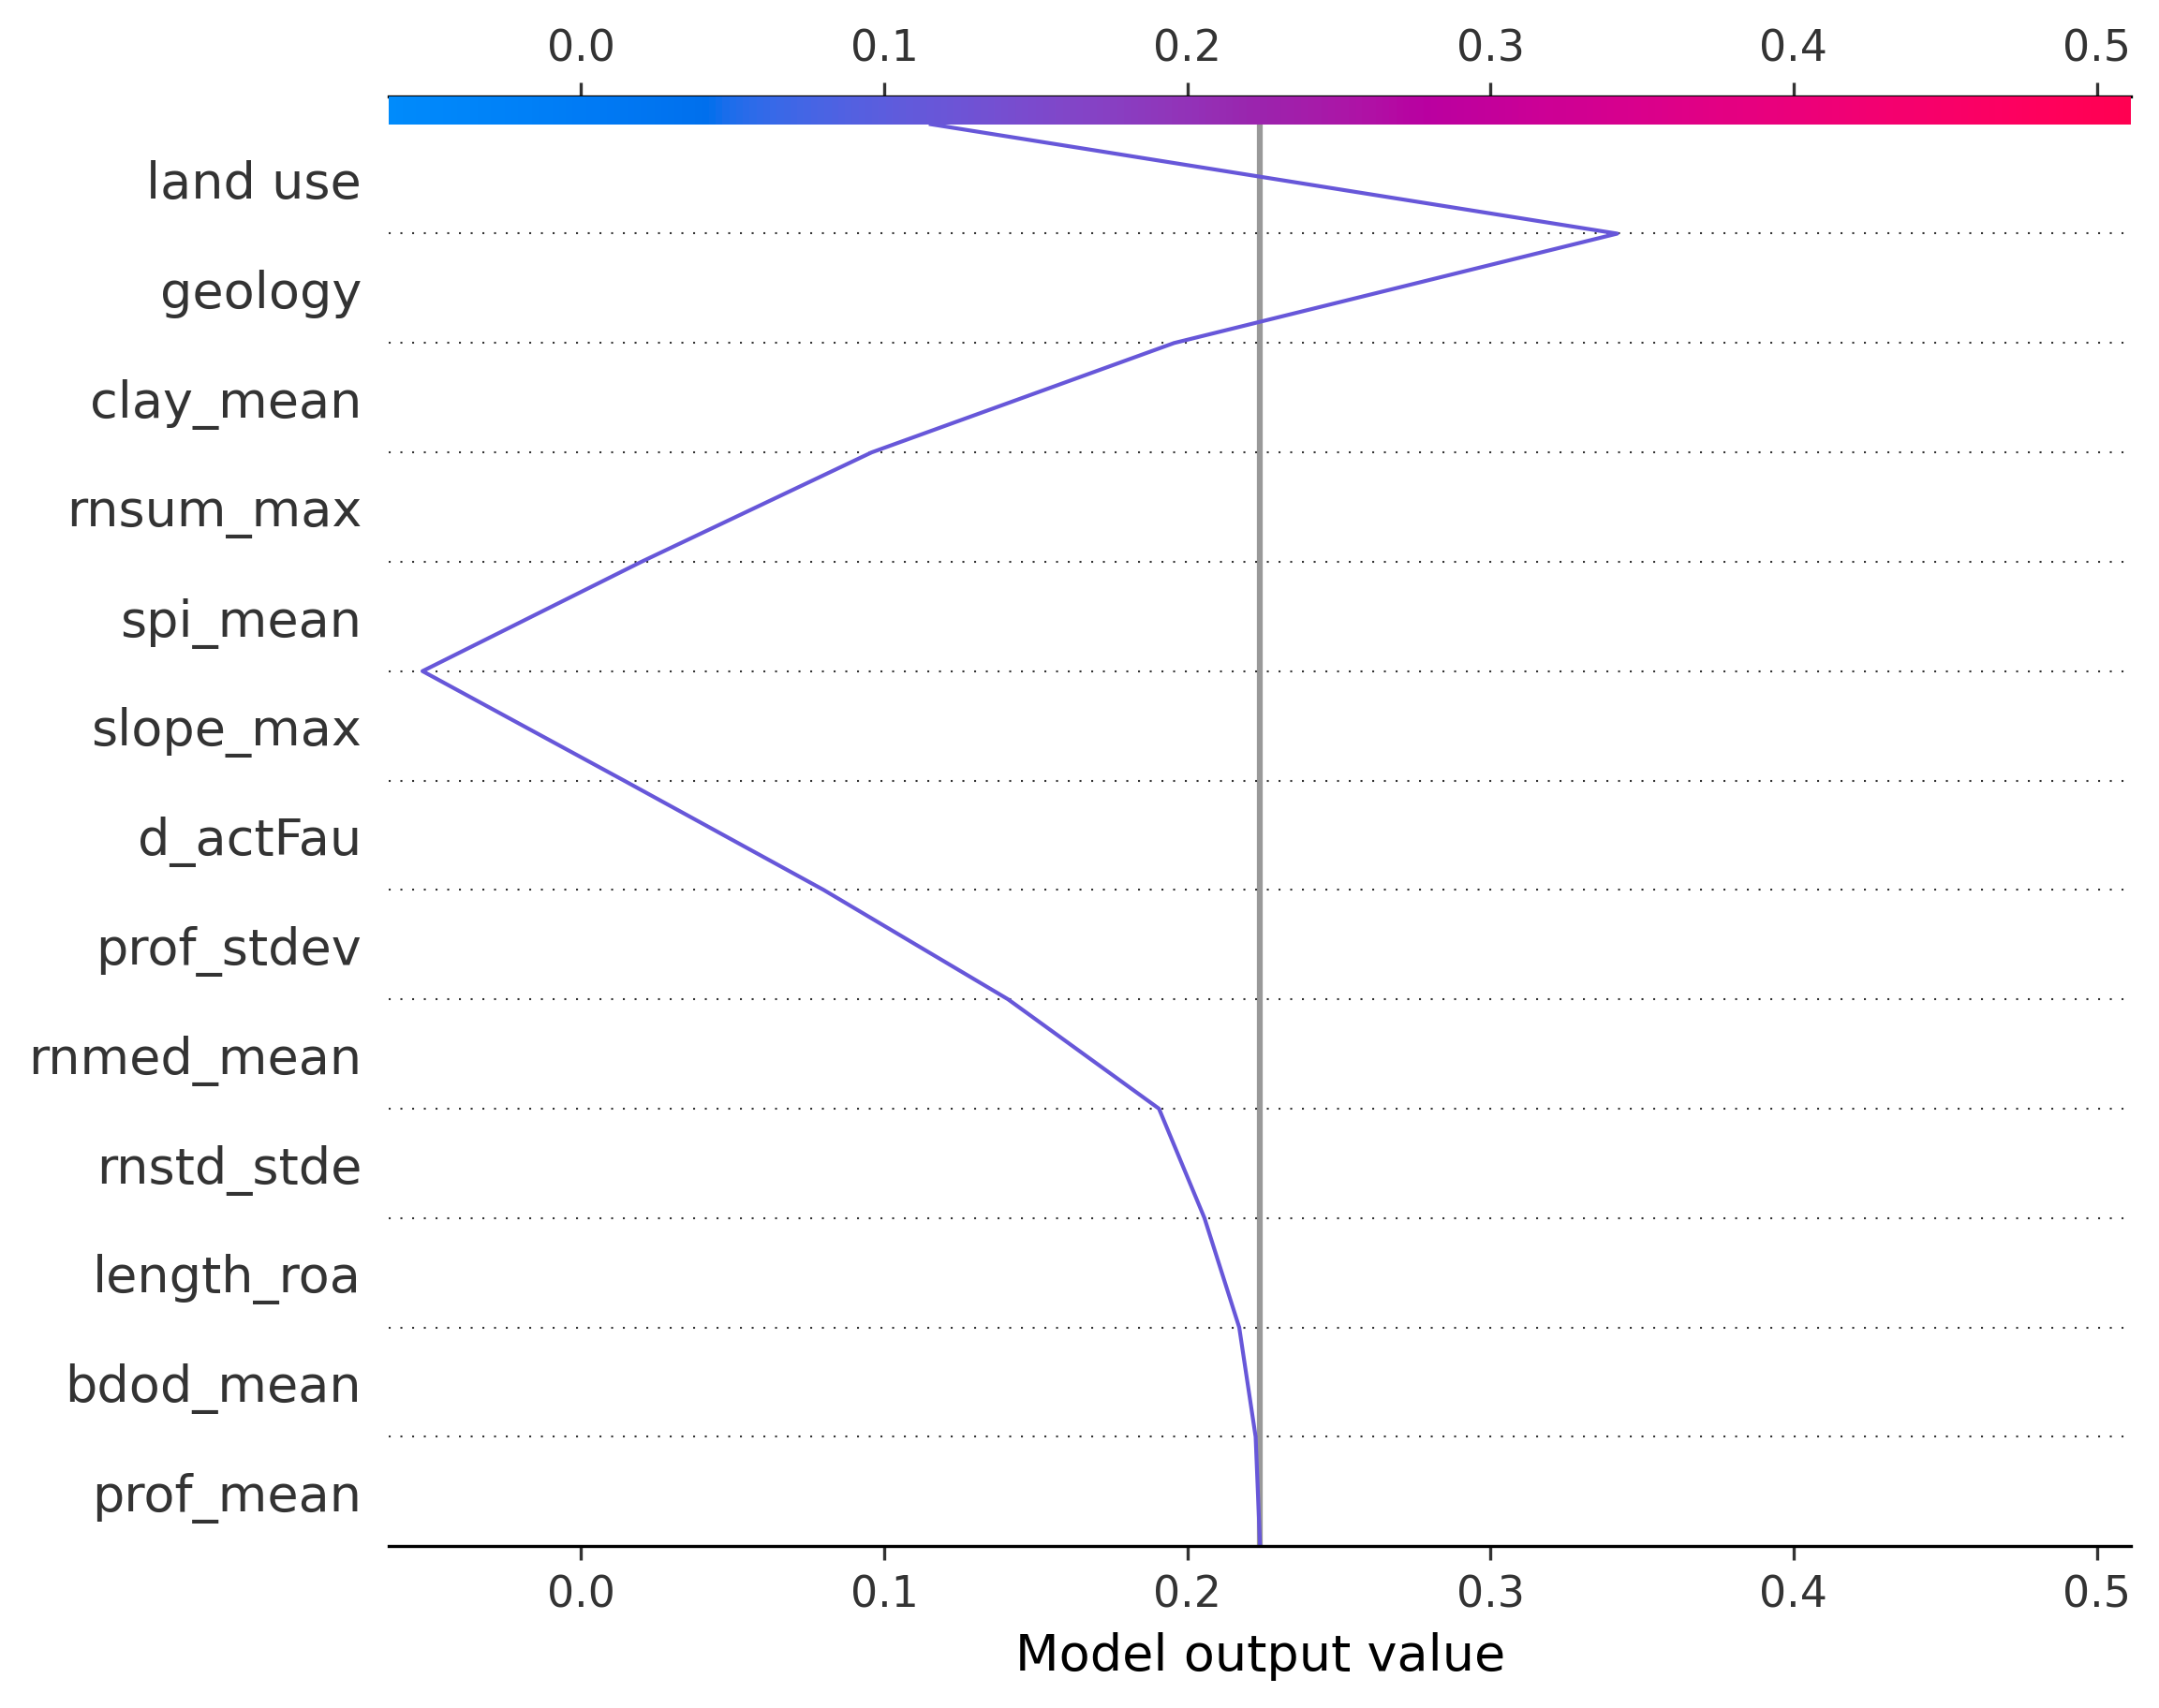 0.0 0.1 0.2 0.3 0.4 0.5
land use
geology
clay_mean
rnsum_max
spi_mean
slope_max
d_actFau
prof_stdev
rnmed_mean
rnstd_stde
length_roa
bdod_mean
prof_mean
0.0 0.1 0.2 0.3 0.4 0.5
Model output value